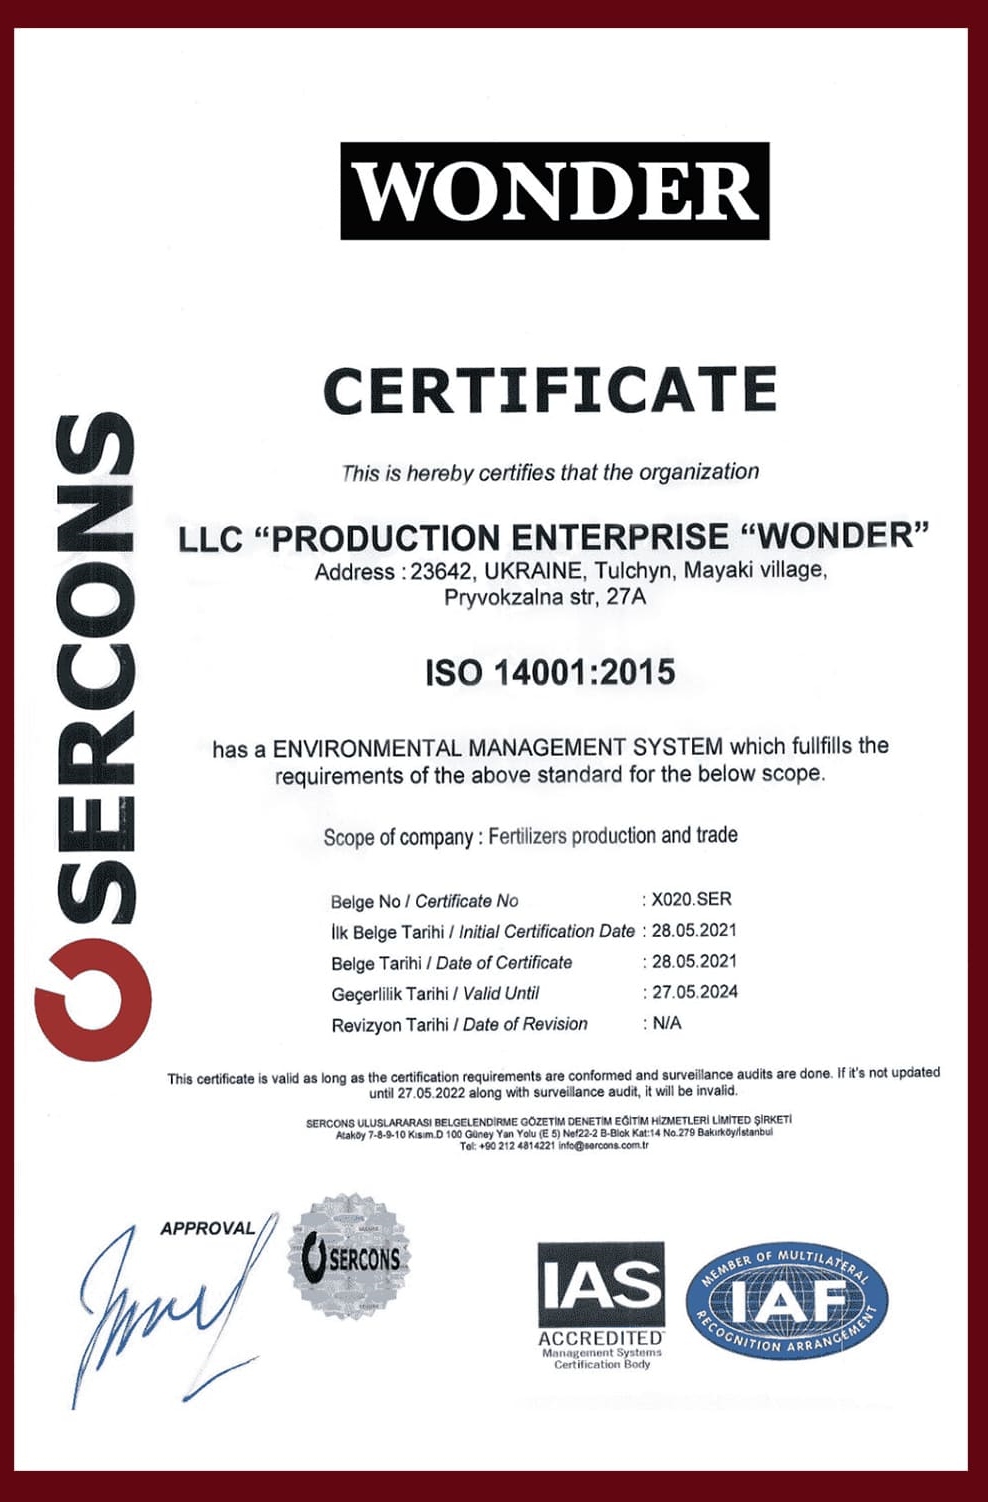 WONDER
CERTIFICATE
This is hereby certifies that the organization
LLC “PRODUCTION ENTERPRISE “WONDER”
Address : 23642, UKRAINE, Tulchyn, Mayaki village,
Pryvokzalna str, 27A
ISO 14001:2015
has a ENVIRONMENTAL MANAGEMENT SYSTEM which fullfills the
requirements of the above standard for the below scope.
Scope of company : Fertilizers production and trade
Belge No / Certificate No : X020.SER
İlk Belge Tarihi / Initial Certification Date : 28.05.2021
Belge Tarihi / Date of Certificate : 28.05.2021
Geçerlilik Tarihi / Valid Until : 27.05.2024
Revizyon Tarihi / Date of Revision : N/A
This certificate is valid as long as the certification requirements are conformed and surveillance audits are done. If it's not updated
until 27.05.2022 along with surveillance audit, it will be invalid.
SERCONS ULUSLARARASI BELGELENDİRME GÖZETİM DENETİM EĞİTİM HİZMETLERİ LİMİTED ŞİRKETİ
Ataköy 7-8-9-10 Kısım.D 100 Güney Yan Yolu (E 5) Nef22-2 B-Blok Kat:14 No.279 Bakırköy/İstanbul
Tel: +90 212 4814221 info@sercons.com.tr
SERCONS
APPROVAL
SERCONS
IAS
ACCREDITED
Management Systems
Certification Body
MEMBER OF MULTILATERAL
IAF
RECOGNITION ARRANGEMENT